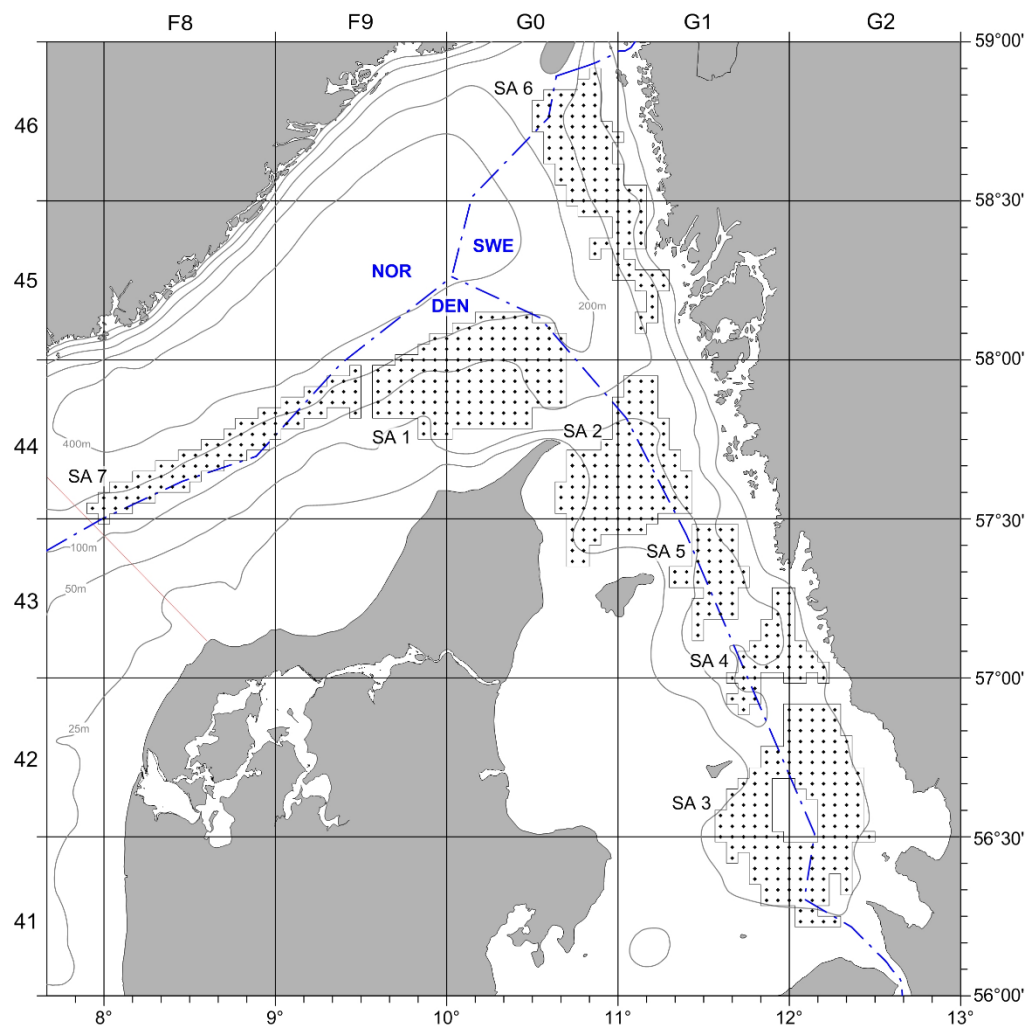 F8 F9 G0 G1 G2
59°00'
SA 6
46
58°30'
SWE
NOR
45
DEN
200m
58°00'
400m
SA 1
SA 2
44
SA 7
57°30'
100m
SA 5
50m
43
SA 4
57°00'
25m
42
SA 3
56°30'
41
56°00'
8° 9° 10° 11° 12° 13°